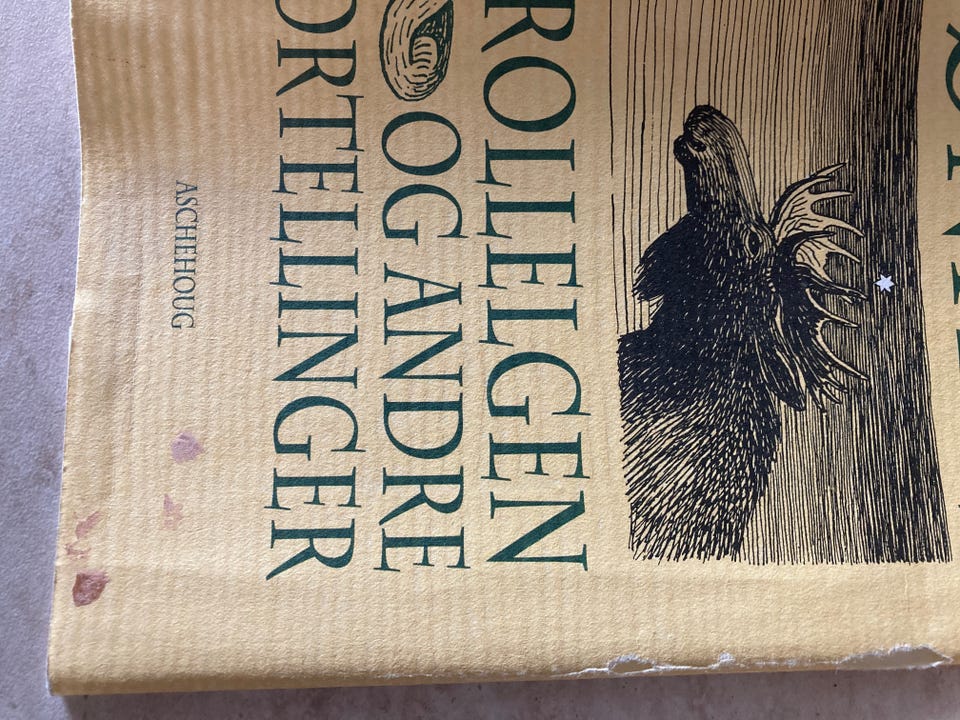 ROLLELGEN
OG ANDRE
ORTELLINGER
ASCHEHOUG